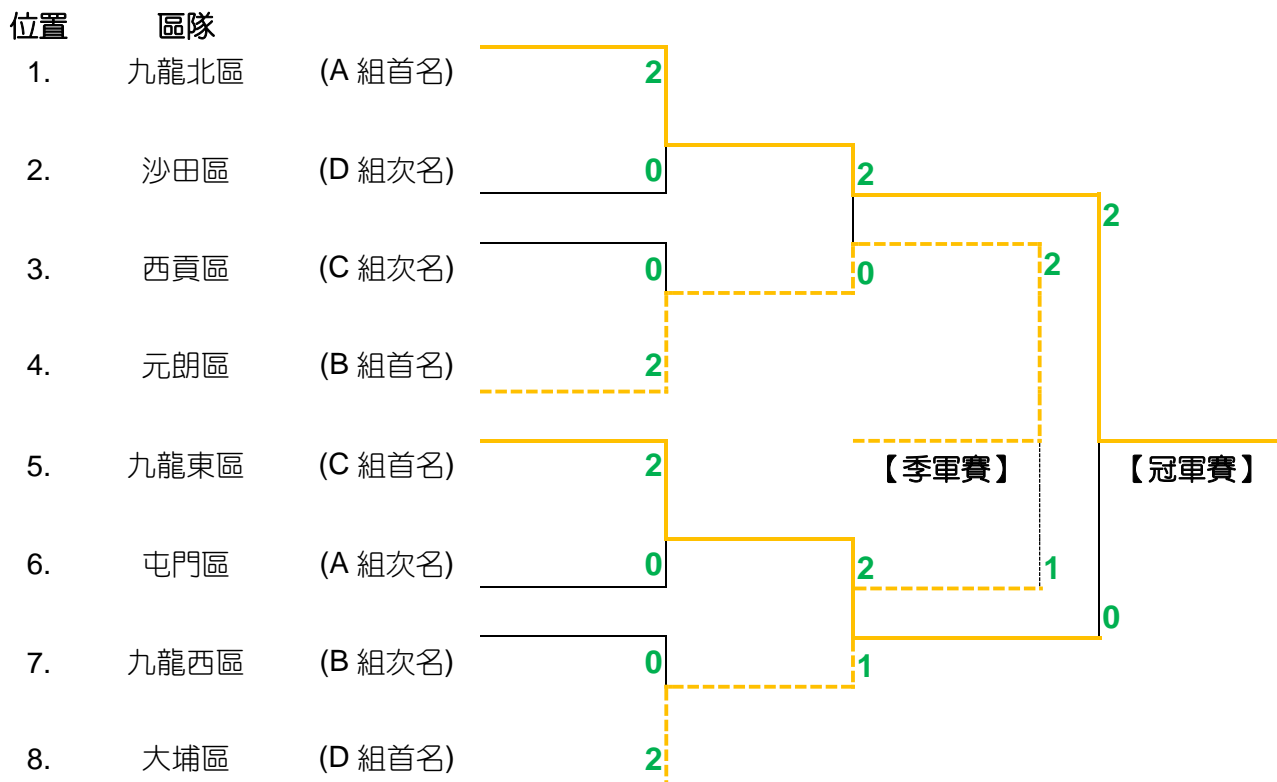 位置 區隊
1. 九龍北區 (A 組首名) 2
2. 沙田區 (D 組次名) 0 2
2
3. 西貢區 (C 組次名) 0 0 2
4. 元朗區 (B 組首名) 2
5. 九龍東區 (C 組首名) 2 【季軍賽】 【冠軍賽】
6. 屯門區 (A 組次名) 0 2 1
0
7. 九龍西區 (B 組次名) 0 1
8. 大埔區 (D 組首名) 2